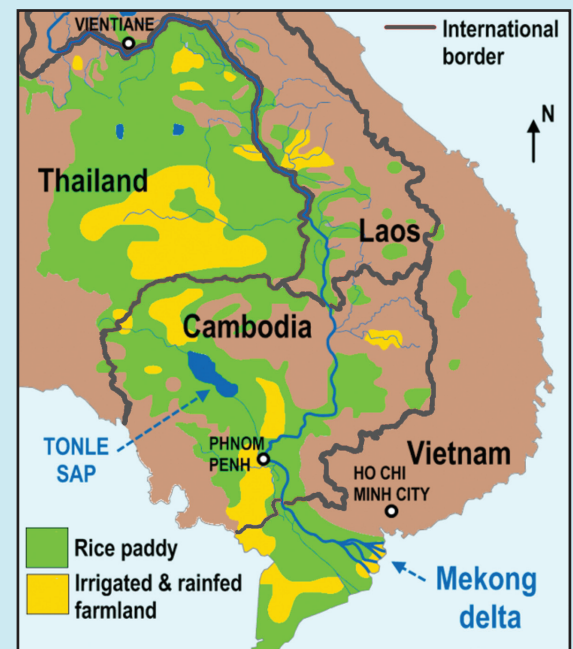 VIENTIANE
International
border
N
Thailand
Laos
Cambodia
TONLE
SAP
PHNOM
PENH
Vietnam
HO CHI
MINH CITY
Rice paddy
Irrigated & rainfed
farmland
Mekong
delta